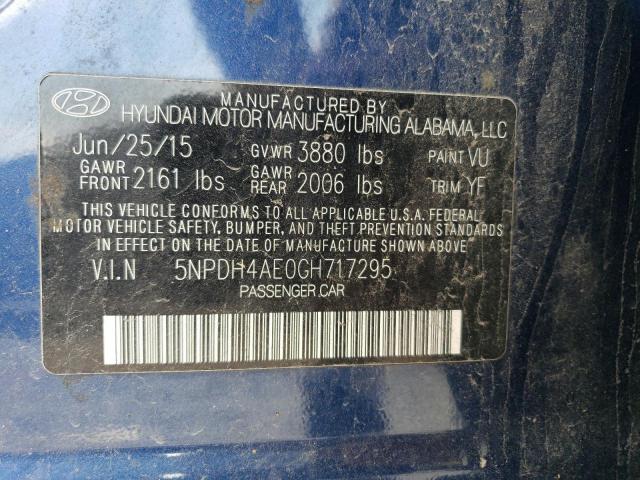 MANUFACTURED BY
HYUNDAI MOTOR MANUFACTURING ALABAMA, LLC
Jun/25/15 GVWR 3880 lbs PAINT VU
GAWR FRONT 2161 lbs GAWR REAR 2006 lbs TRIM YF
THIS VEHICLE CONFORMS TO ALL APPLICABLE U.S.A. FEDERAL
MOTOR VEHICLE SAFETY, BUMPER, AND THEFT PREVENTION STANDARDS
IN EFFECT ON THE DATE OF MANUFACTURE SHOWN ABOVE.
V.I.N 5NPDH4AE0GH717295
PASSENGER CAR